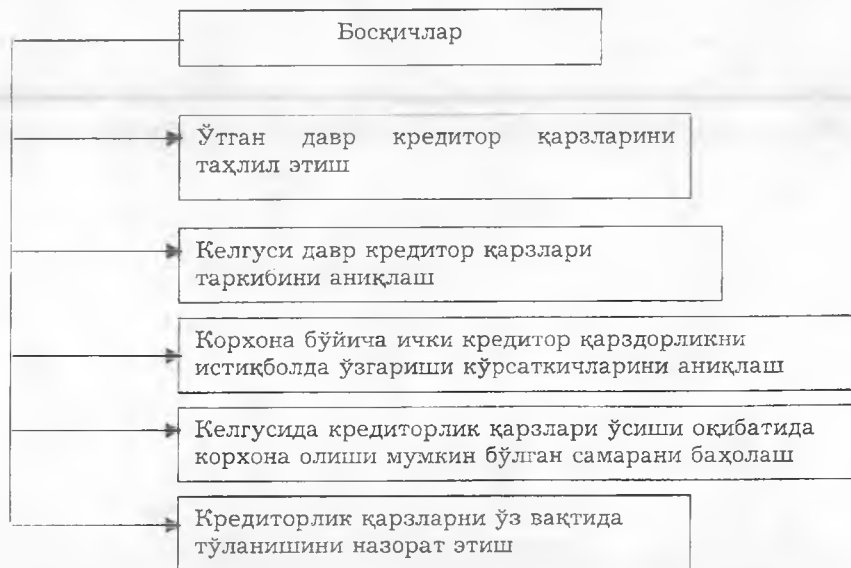 Босқичлар
Ўтган давр кредитор қарзларини
таҳлил этиш
Келгуси давр кредитор қарзлари
таркибини аниқлаш
Корхона бўйича ички кредитор қарздорликни
истиқболда ўзгариши кўрсаткичларини аниқлаш
Келгусида кредиторлик қарзлари ўсиши оқибатида
корхона олиши мумкин бўлган самарани баҳолаш
Кредиторлик қарзларни ўз вақтида
тўланишини назорат этиш